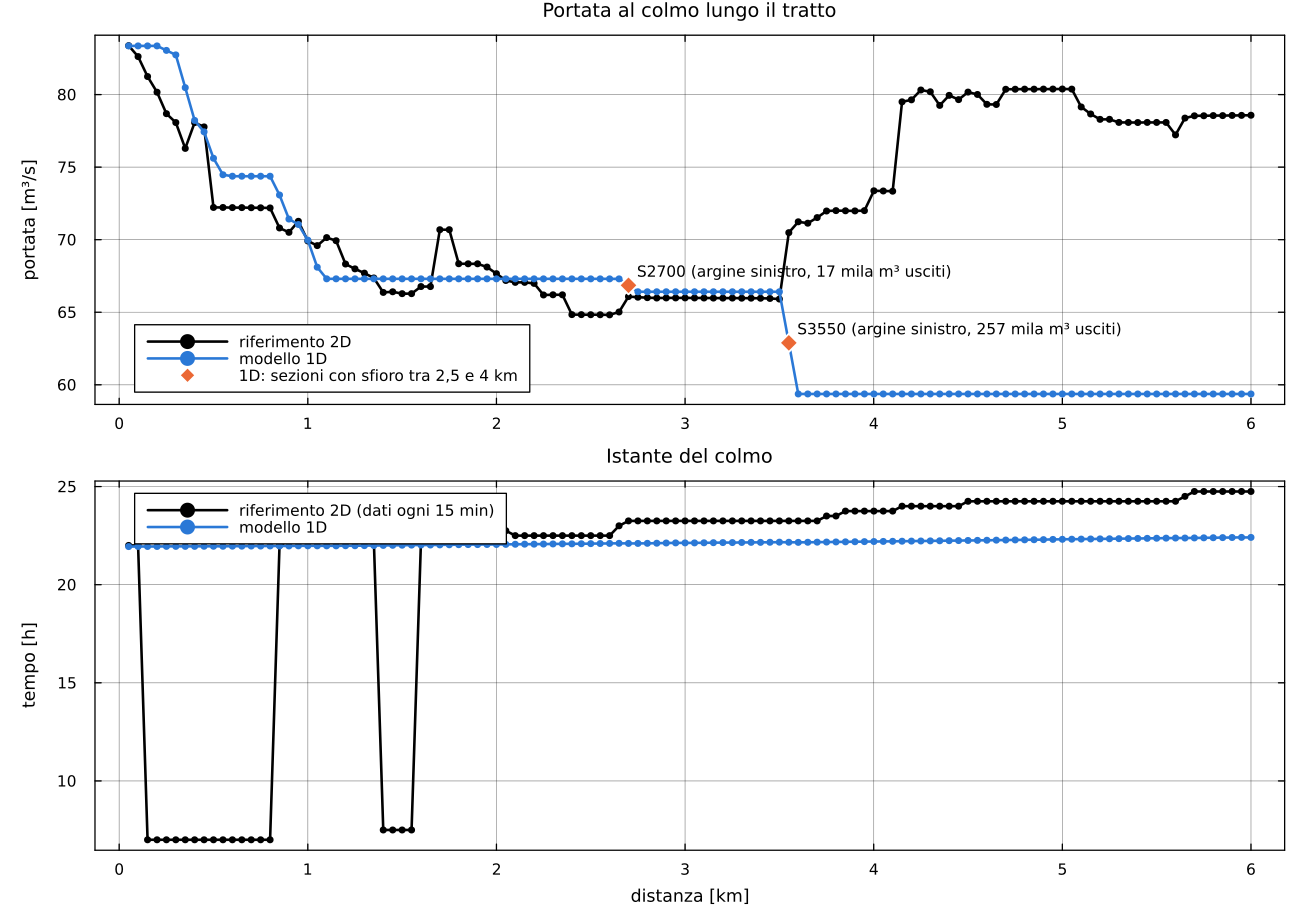 Portata al colmo lungo il tratto
portata [m³/s]
80
75
70
65
60
S2700 (argine sinistro, 17 mila m³ usciti)
S3550 (argine sinistro, 257 mila m³ usciti)
riferimento 2D
modello 1D
1D: sezioni con sfioro tra 2,5 e 4 km
0 1 2 3 4 5 6
Istante del colmo
tempo [h]
25
20
15
10
riferimento 2D (dati ogni 15 min)
modello 1D
0 1 2 3 4 5 6
distanza [km]